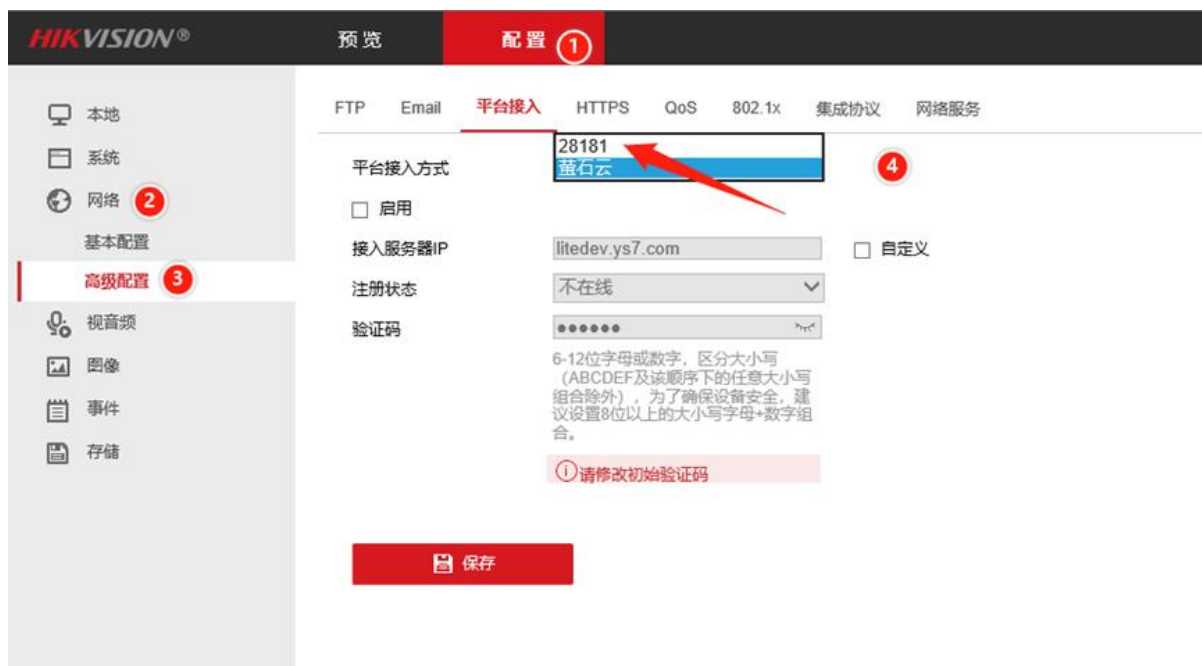 HIKVISION®
预览
配置 1
本地
系统
网络 2
基本配置
高级配置 3
视音频
图像
事件
存储
FTP Email 平台接入 HTTPS QoS 802.1x 集成协议 网络服务
28181
平台接入方式 萤石云 4
启用
接入服务器IP litedev.ys7.com 自定义
注册状态 不在线
验证码 ●●●●●●
6-12位字母或数字，区分大小写
（ABCDEF及该顺序下的任意大小写
组合除外），为了确保设备安全，建
议设置8位以上的大小写字母+数字组
合。
请修改初始验证码
保存